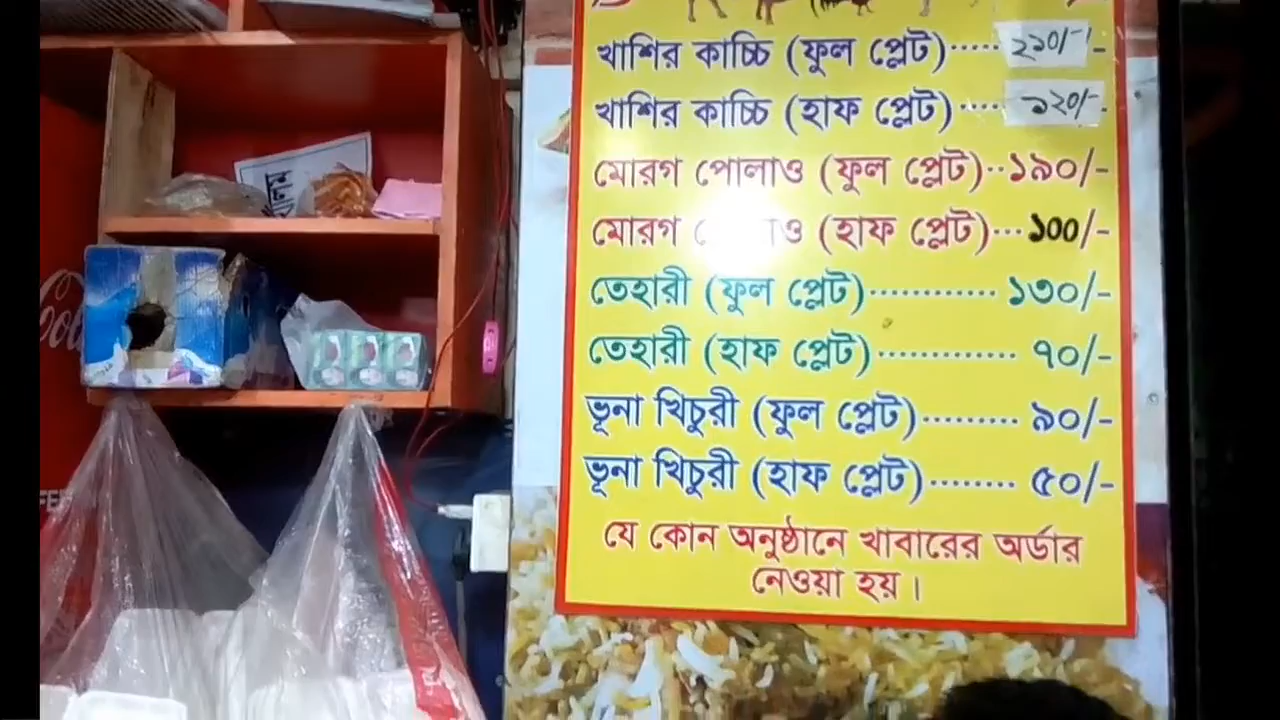 খাশির কাচ্চি (ফুল প্লেট)..... ২১০/-
খাশির কাচ্চি (হাফ প্লেট).... ১২০/-
মোরগ পোলাও (ফুল প্লেট)..১৯০/-
মোরগ (হাফ প্লেট)...১০০/-
তেহারী (ফুল প্লেট)............ ১৩০/-
তেহারী (হাফ প্লেট)............. ৭০/-
ভূনা খিচুরী (ফুল প্লেট)......... ৯০/-
ভূনা খিচুরী (হাফ প্লেট)........ ৫০/-
যে কোন অনুষ্ঠানে খাবারের অর্ডার
নেওয়া হয়।